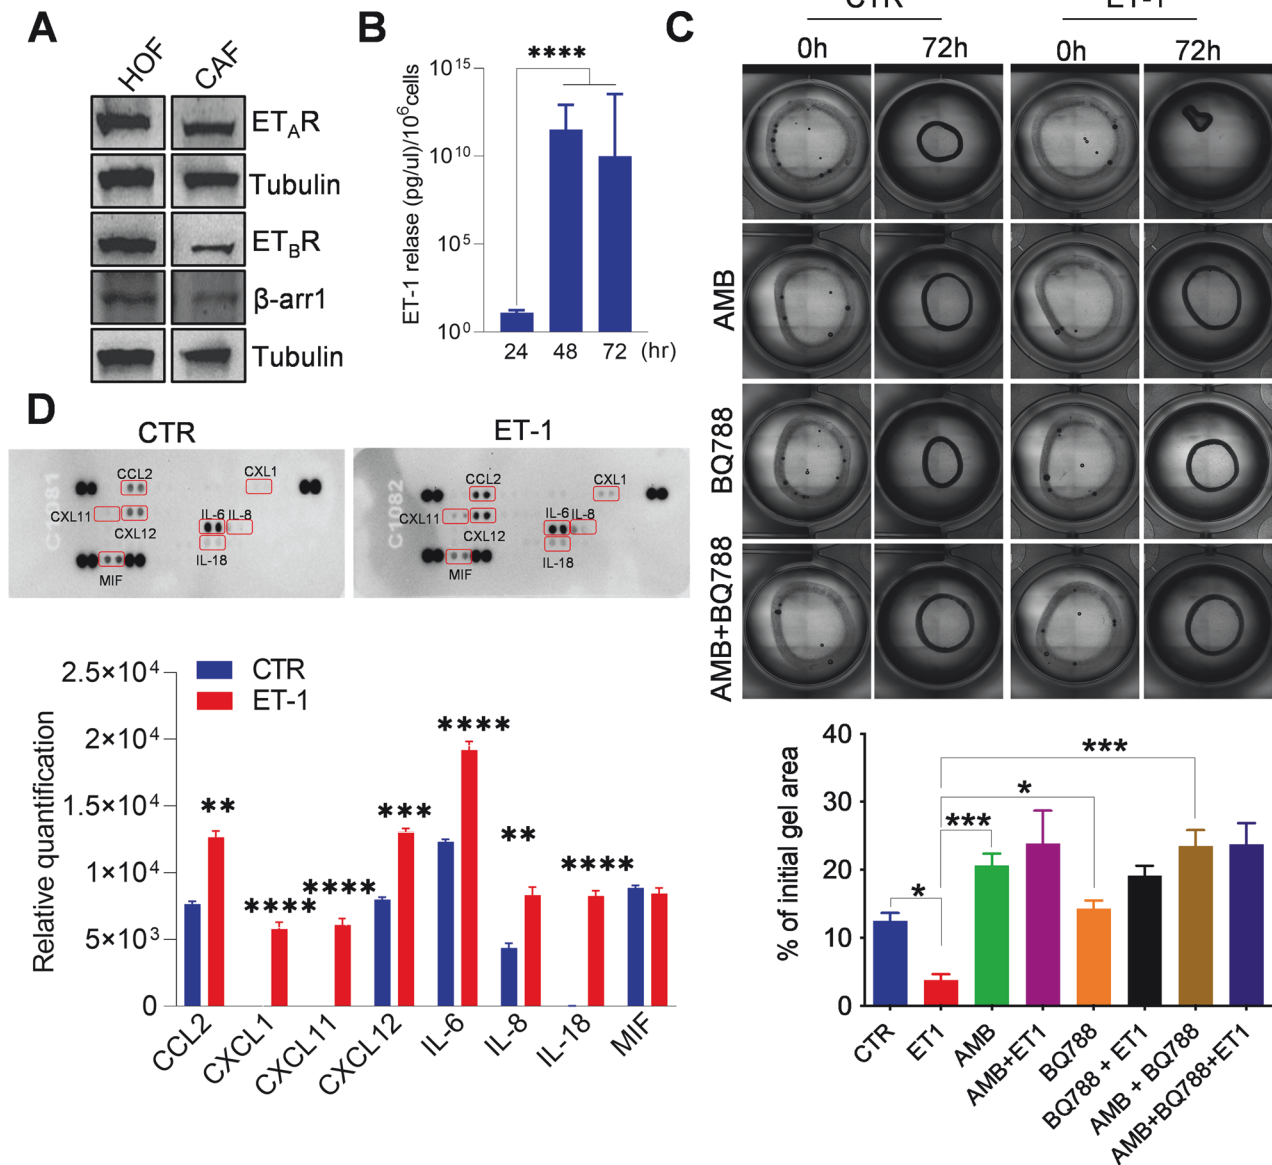 A
HOF
CAF
ETAR
Tubulin
ETBR
β-arr1
Tubulin
B
****
ET-1 relase (pg/ul)/10⁶cells
10¹⁵
10¹⁰
10⁵
10⁰
24 48 72 (hr)
C
CTR ET-1
0h 72h 0h 72h
AMB
BQ788
AMB+BQ788
% of initial gel area
40
30
20
10
0
***
*
***
*
CTR
ET1
AMB
AMB+ET1
BQ788
BQ788 + ET1
AMB + BQ788
AMB+BQ788+ET1
D
CTR
C1081
CCL2
CXL1
CXL11
CXL12
IL-6
IL-8
IL-18
MIF
ET-1
C1082
CCL2
CXL1
CXL11
CXL12
IL-6
IL-8
IL-18
MIF
CTR
ET-1
Relative quantification
2.5×10⁴
2×10⁴
1.5×10⁴
1×10⁴
5×10³
0
**
****
****
***
****
**
****
CCL2
CXCL1
CXCL11
CXCL12
IL-6
IL-8
IL-18
MIF